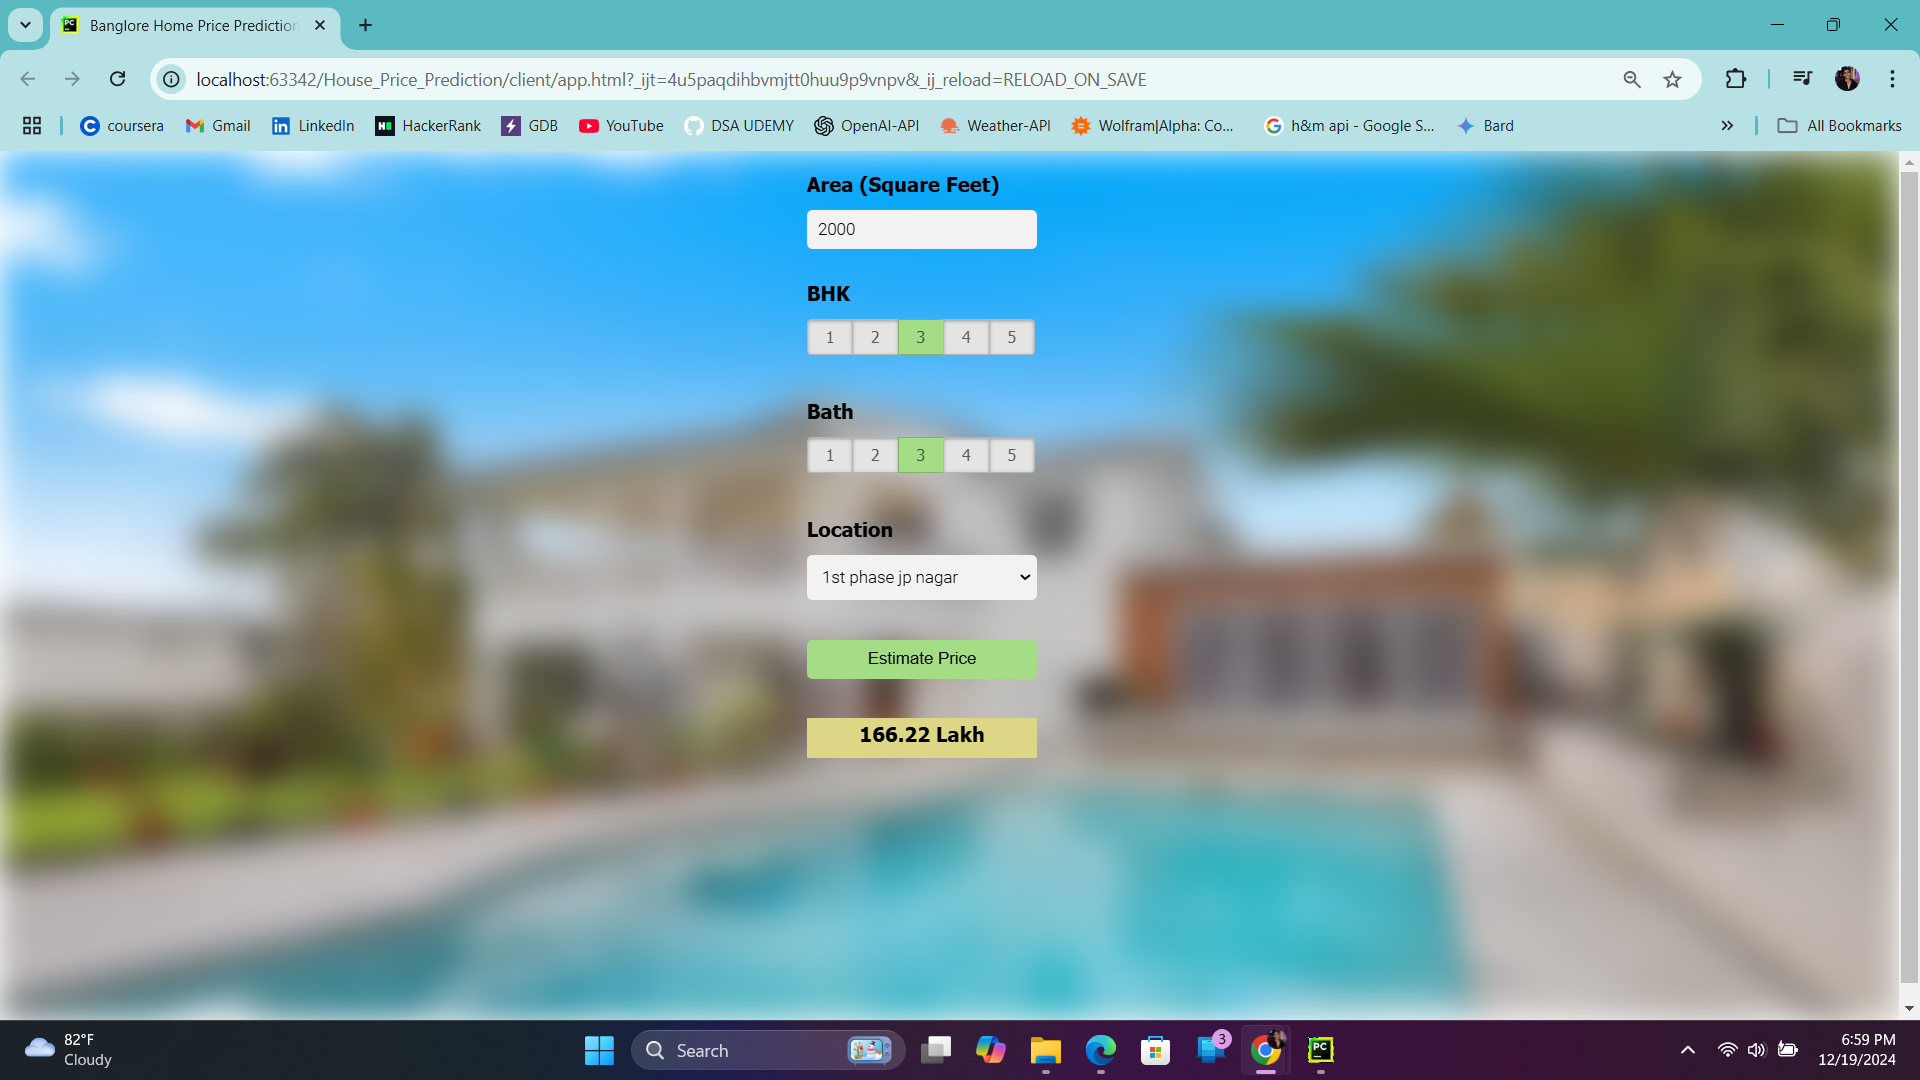 Banglore Home Price Prediction
localhost:63342/House_Price_Prediction/client/app.html?_ijt=4u5paqdihbvmjtt0huu9p9vnpv&_ij_reload=RELOAD_ON_SAVE
coursera Gmail LinkedIn HackerRank GDB YouTube DSA UDEMY OpenAI-API Weather-API Wolfram|Alpha: Co... h&m api - Google S... Bard All Bookmarks
Area (Square Feet)
2000
BHK
1 2 3 4 5
Bath
1 2 3 4 5
Location
1st phase jp nagar
Estimate Price
166.22 Lakh
82°F
Cloudy
Search
3
6:59 PM
12/19/2024